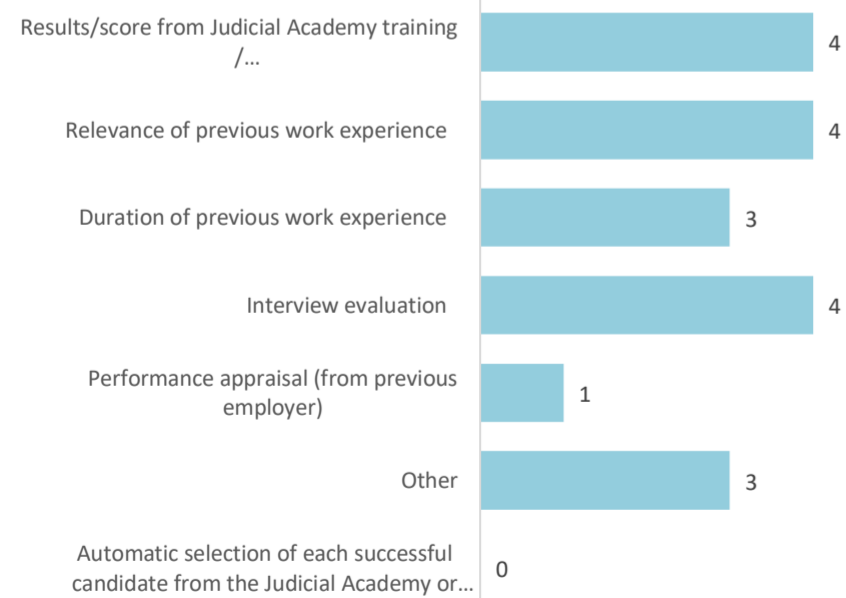 Results/score from Judicial Academy training
/…
4
Relevance of previous work experience
4
Duration of previous work experience
3
Interview evaluation
4
Performance appraisal (from previous
employer)
1
Other
3
Automatic selection of each successful
candidate from the Judicial Academy or…
0